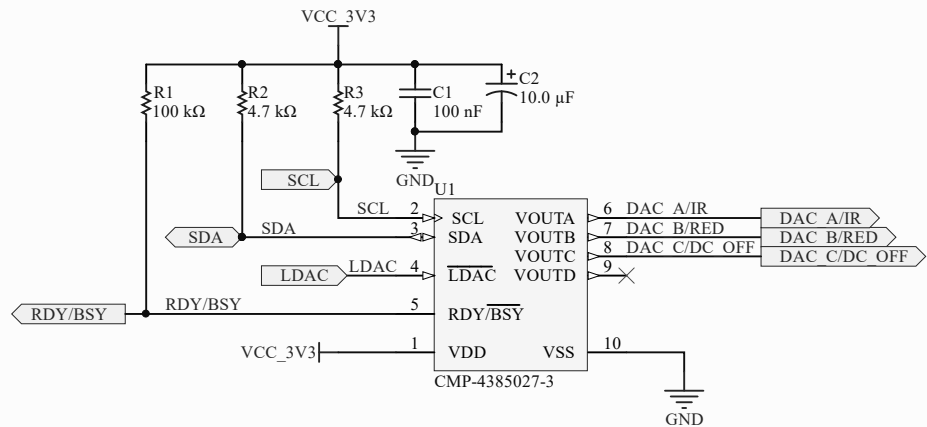 VCC_3V3
R1
100 kΩ
R2
4.7 kΩ
R3
4.7 kΩ
C1
100 nF
C2
10.0 µF
GND
SCL
U1
SCL 2 SCL VOUTA 6 DAC_A/IR DAC_A/IR
SDA SDA 3 SDA VOUTB 7 DAC_B/RED DAC_B/RED
VOUTC 8 DAC_C/DC_OFF DAC_C/DC_OFF
LDAC LDAC 4 LDAC VOUTD 9
RDY/BSY RDY/BSY 5 RDY/BSY
VCC_3V3 1 VDD VSS 10
CMP-4385027-3
GND